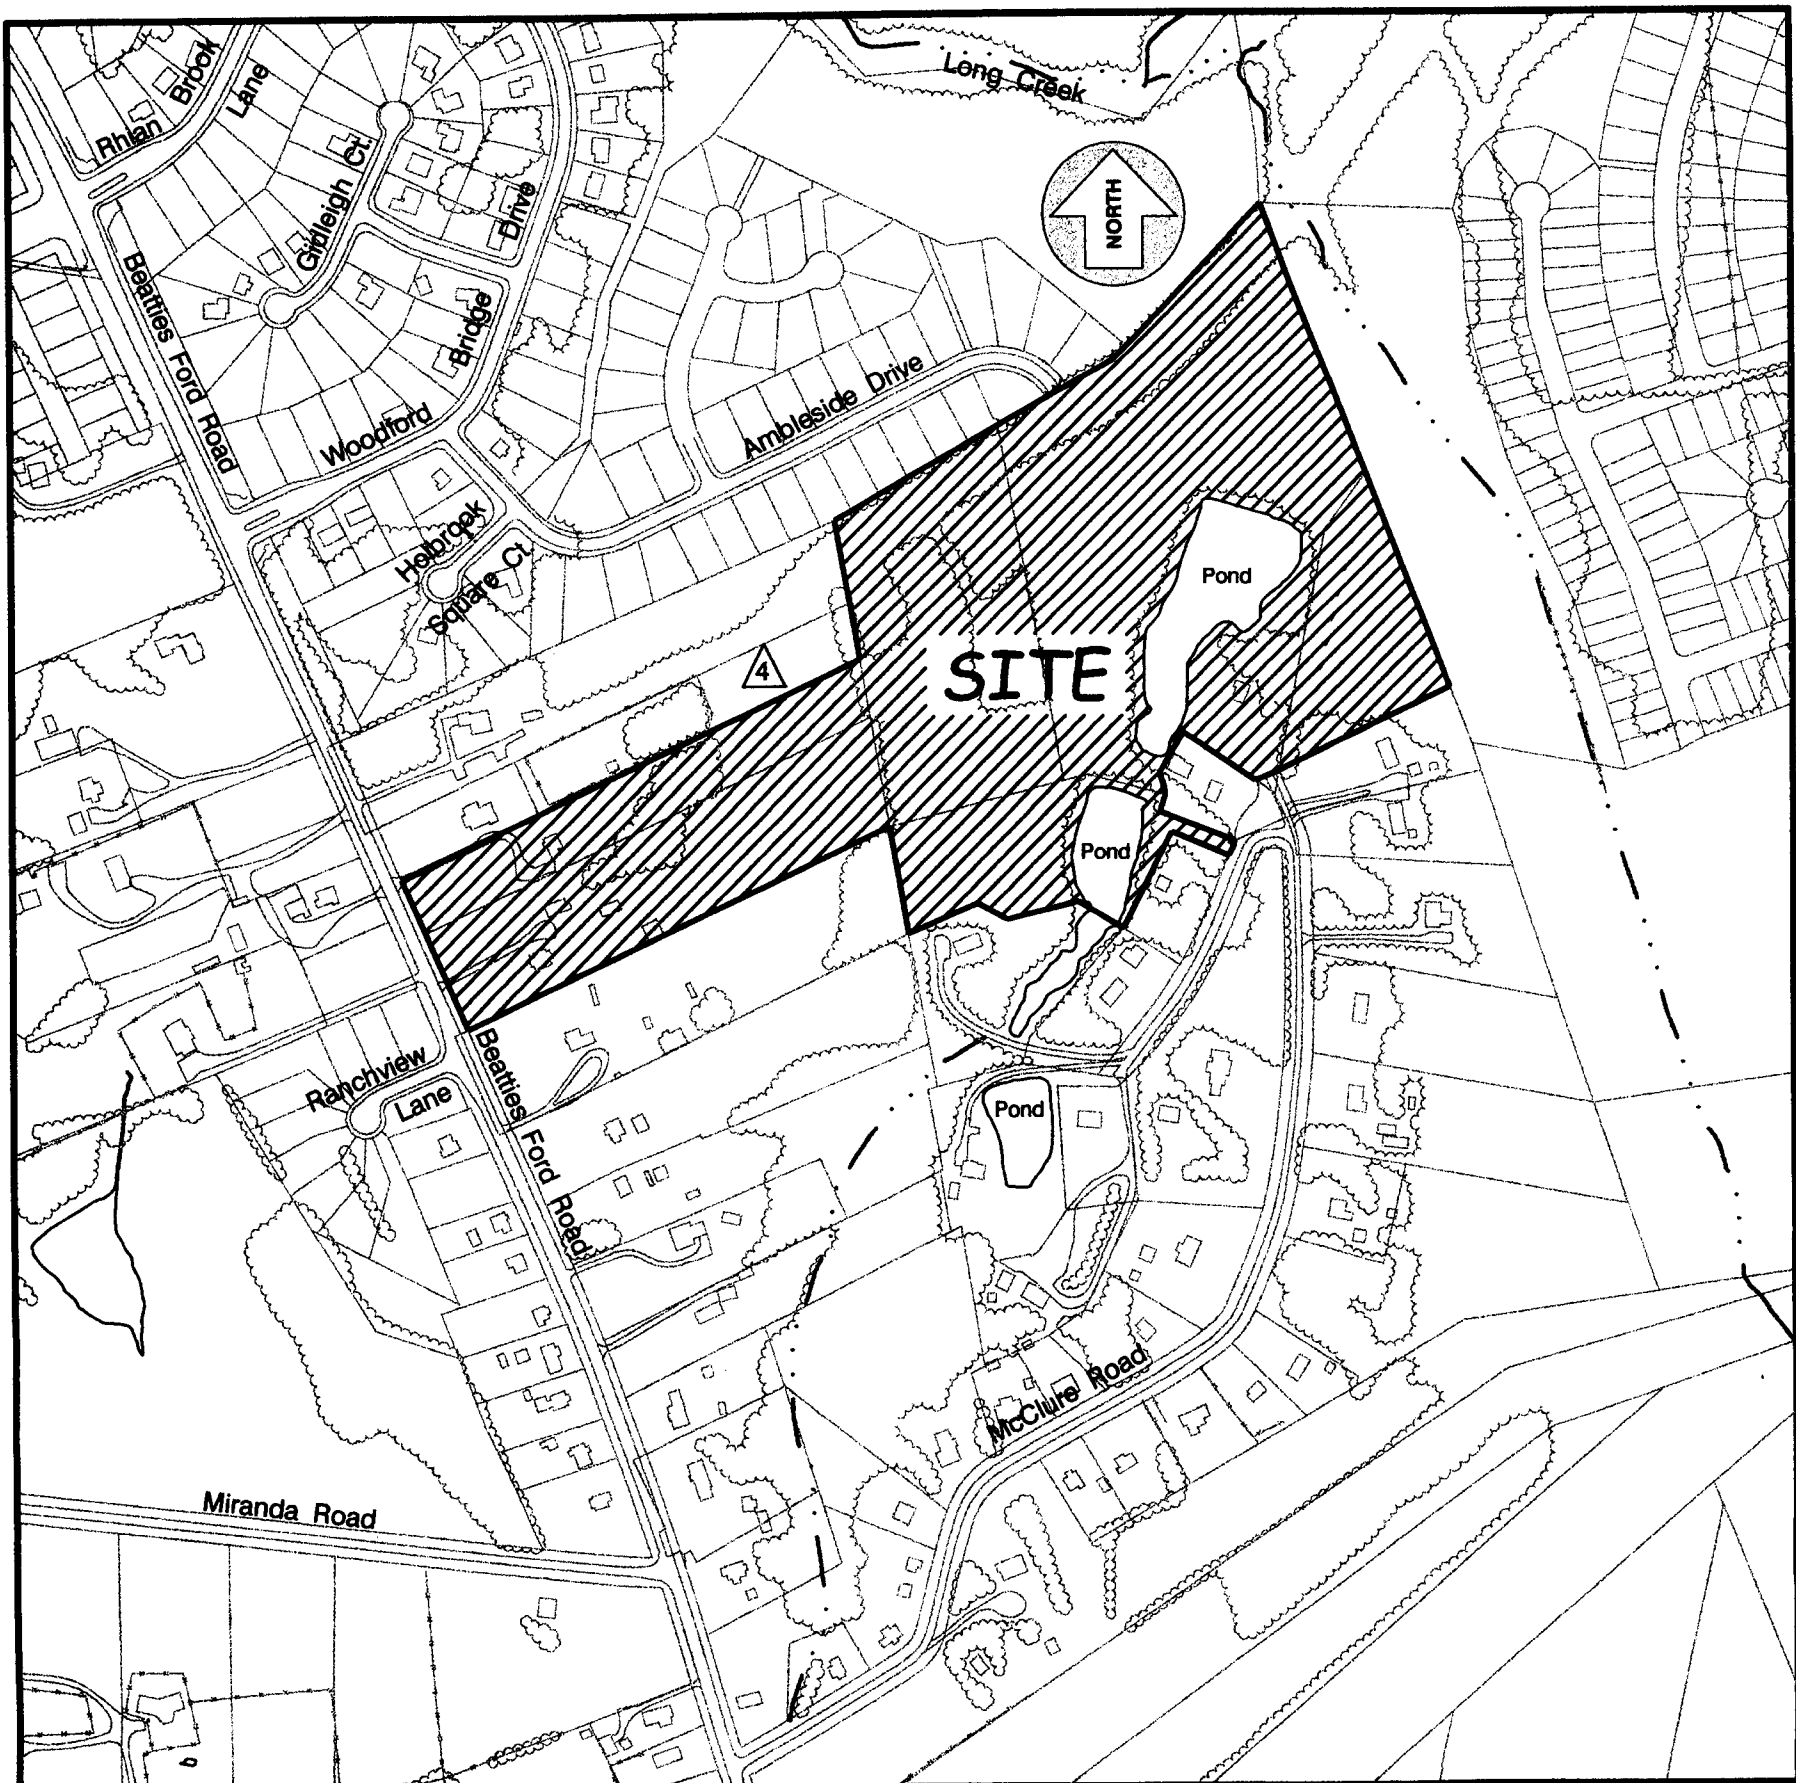 Long Creek
Rhian
Brook
Lane
Gidleigh Ct.
Drive
Bridge
NORTH
Beatties Ford Road
Woodford
Ambleside Drive
Holbrook
Square Ct.
Pond
4
SITE
Pond
Ranchview
Lane
Beatties Ford Road
Pond
McClure Road
Miranda Road